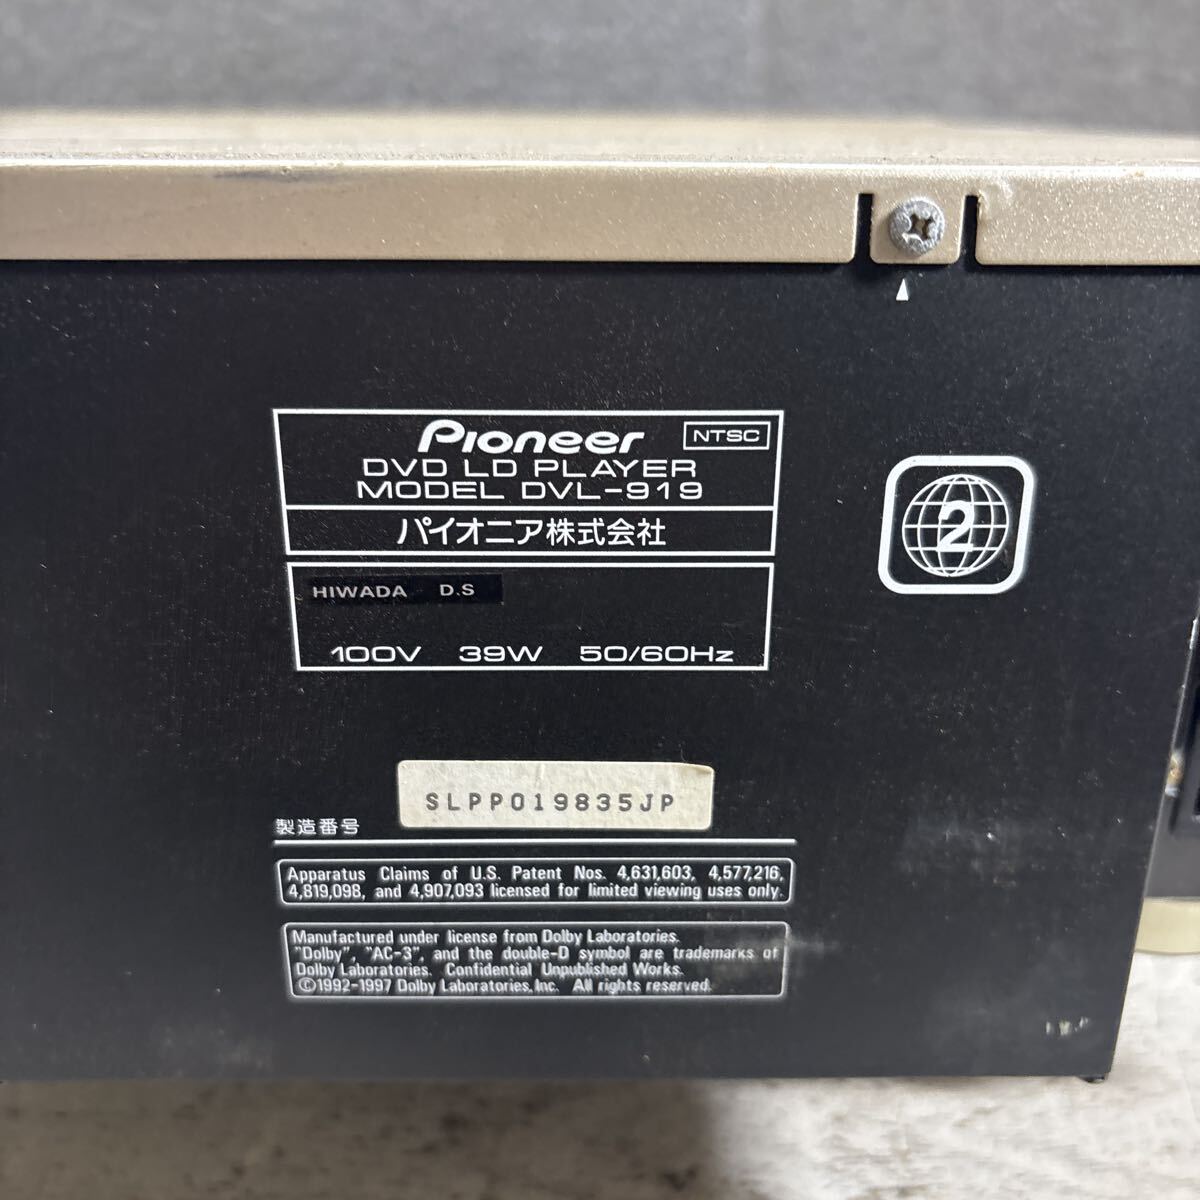 Pioneer NTSC
DVD LD PLAYER
MODEL DVL-919
パイオニア株式会社
2
HIWADA D.S
100V 39W 50/60Hz
SLPP019835JP
製造番号
Apparatus Claims of U.S. Patent Nos. 4,631,603, 4,577,216,
4,819,098, and 4,907,093 licensed for limited viewing uses only.
Manufactured under license from Dolby Laboratories.
"Dolby", "AC-3", and the double-D symbol are trademarks of
Dolby Laboratories. Confidential Unpublished Works.
©1992-1997 Dolby Laboratories, Inc. All rights reserved.